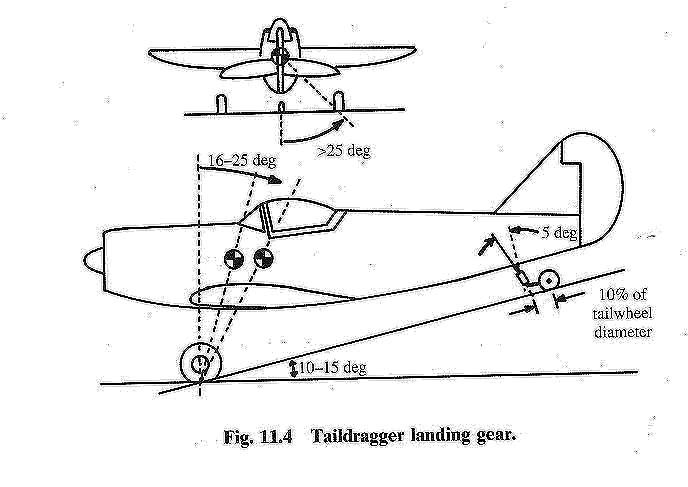 >25 deg
16–25 deg
5 deg
10% of
tailwheel
diameter
10–15 deg
Fig. 11.4 Taildragger landing gear.